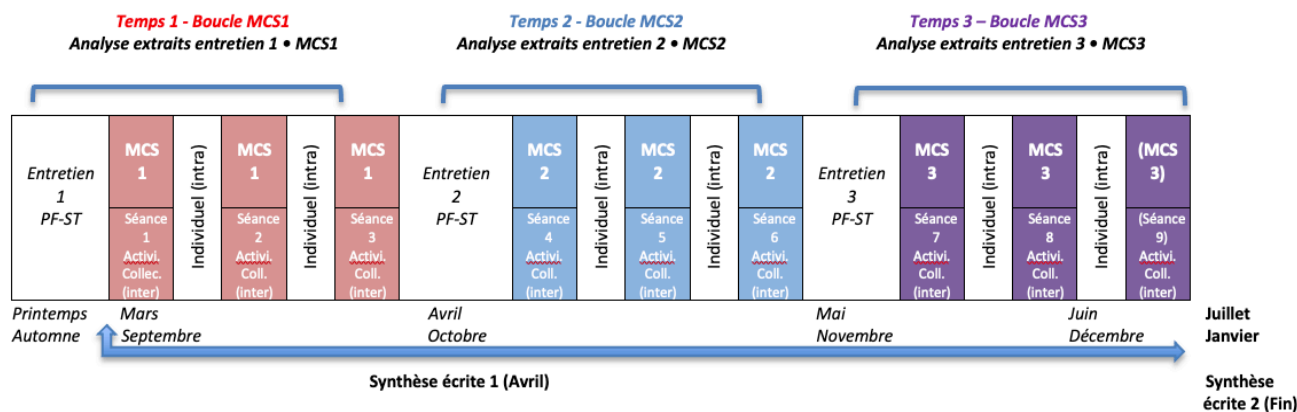 Temps 1 - Boucle MCS1
Analyse extraits entretien 1 • MCS1
Temps 2 - Boucle MCS2
Analyse extraits entretien 2 • MCS2
Temps 3 – Boucle MCS3
Analyse extraits entretien 3 • MCS3
Entretien
1
PF-ST
MCS
1
Séance
1
Activi.
Collec.
(inter)
Individuel (intra)
MCS
1
Séance
2
Activi.
Coll.
(inter)
Individuel (intra)
MCS
1
Séance
3
Activi.
Coll.
(inter)
Entretien
2
PF-ST
MCS
2
Séance
4
Activi.
Coll.
(inter)
Individuel (intra)
MCS
2
Séance
5
Activi.
Coll.
(inter)
Individuel (intra)
MCS
2
Séance
6
Activi.
Coll.
(inter)
Entretien
3
PF-ST
MCS
3
Séance
7
Activi.
Coll.
(inter)
Individuel (intra)
MCS
3
Séance
8
Activi.
Coll.
(inter)
Individuel (intra)
(MCS
3)
(Séance
9)
Activi.
Coll.
(inter)
Printemps
Automne
Mars
Septembre
Avril
Octobre
Mai
Novembre
Juin
Décembre
Juillet
Janvier
Synthèse écrite 1 (Avril)
Synthèse
écrite 2 (Fin)